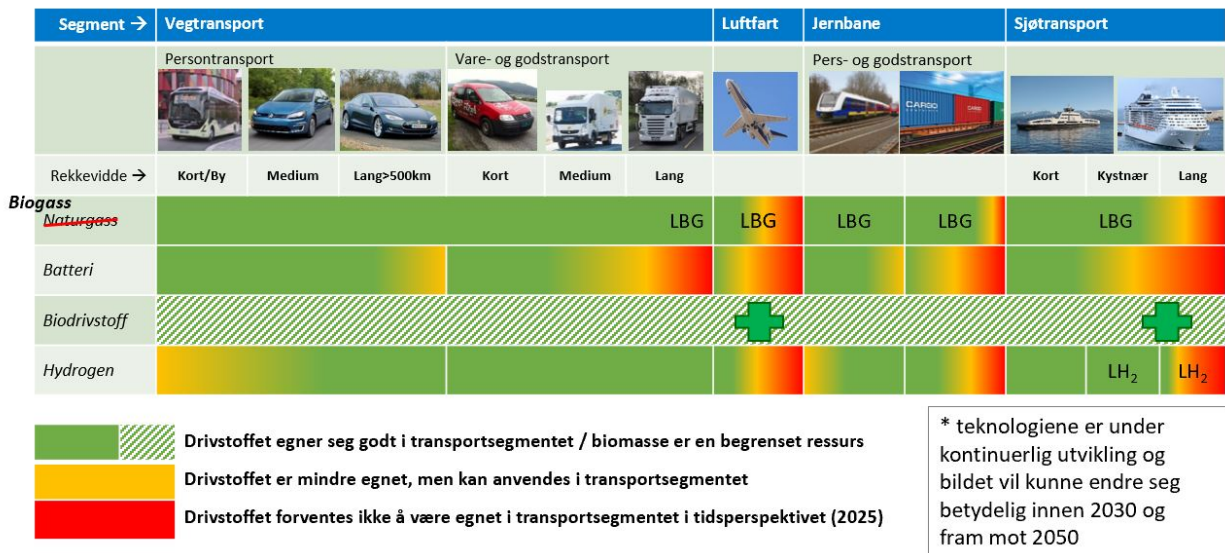 Segment → Vegtransport Luftfart Jernbane Sjøtransport
Persontransport Vare- og godstransport Pers- og godstransport
CARGO CARGO
Rekkevidde → Kort/By Medium Lang>500km Kort Medium Lang Kort Kystnær Lang
Biogass
Naturgass LBG LBG LBG LBG LBG
Batteri
Biodrivstoff
Hydrogen LH₂ LH₂
Drivstoffet egner seg godt i transportsegmentet / biomasse er en begrenset ressurs
Drivstoffet er mindre egnet, men kan anvendes i transportsegmentet
Drivstoffet forventes ikke å være egnet i transportsegmentet i tidsperspektivet (2025)
* teknologiene er under
kontinuerlig utvikling og
bildet vil kunne endre seg
betydelig innen 2030 og
fram mot 2050